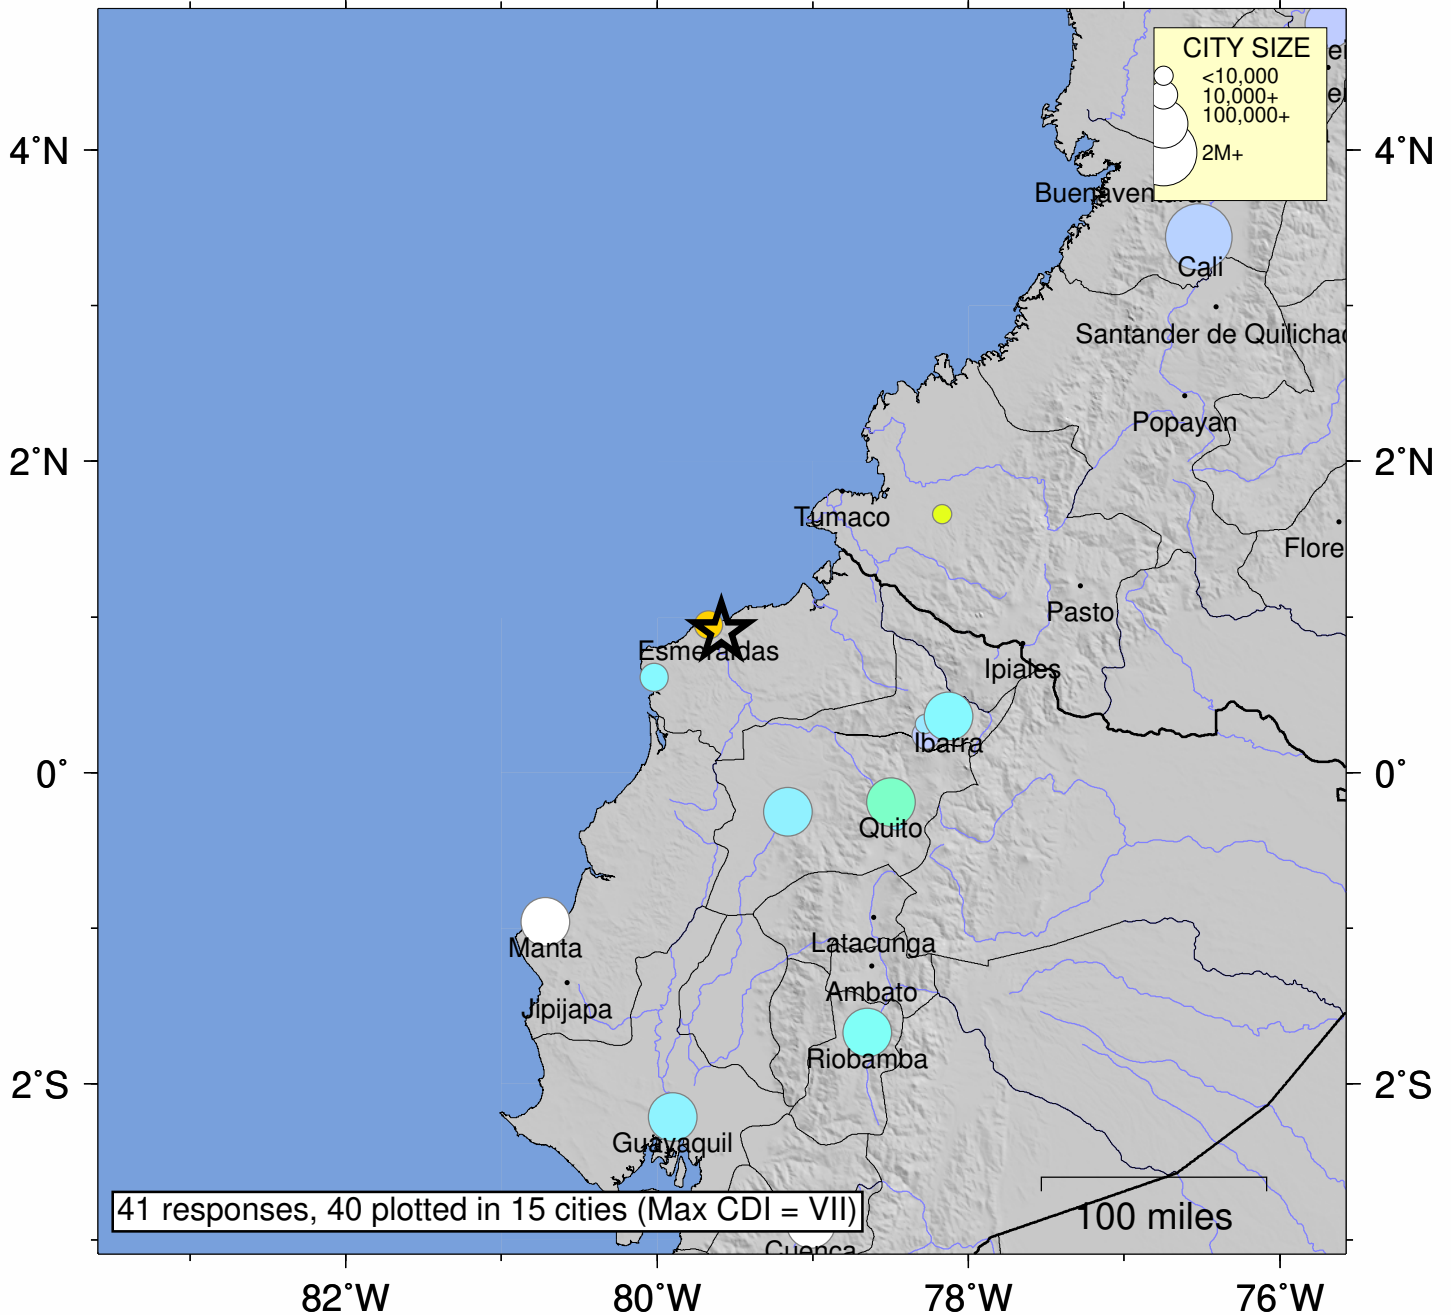 CITY SIZE
<10,000
10,000+
100,000+
2M+
4°N
4°N
Buenaventura
Cali
Santander de Quilichao
Popayan
2°N
2°N
Tumaco
Pasto
Esmeraldas
Ipiales
Ibarra
0°
0°
Quito
Manta
Latacunga
Ambato
Jipijapa
Riobamba
2°S
2°S
Guayaquil
41 responses, 40 plotted in 15 cities (Max CDI = VII)
100 miles
Cuenca
82°W
80°W
78°W
76°W